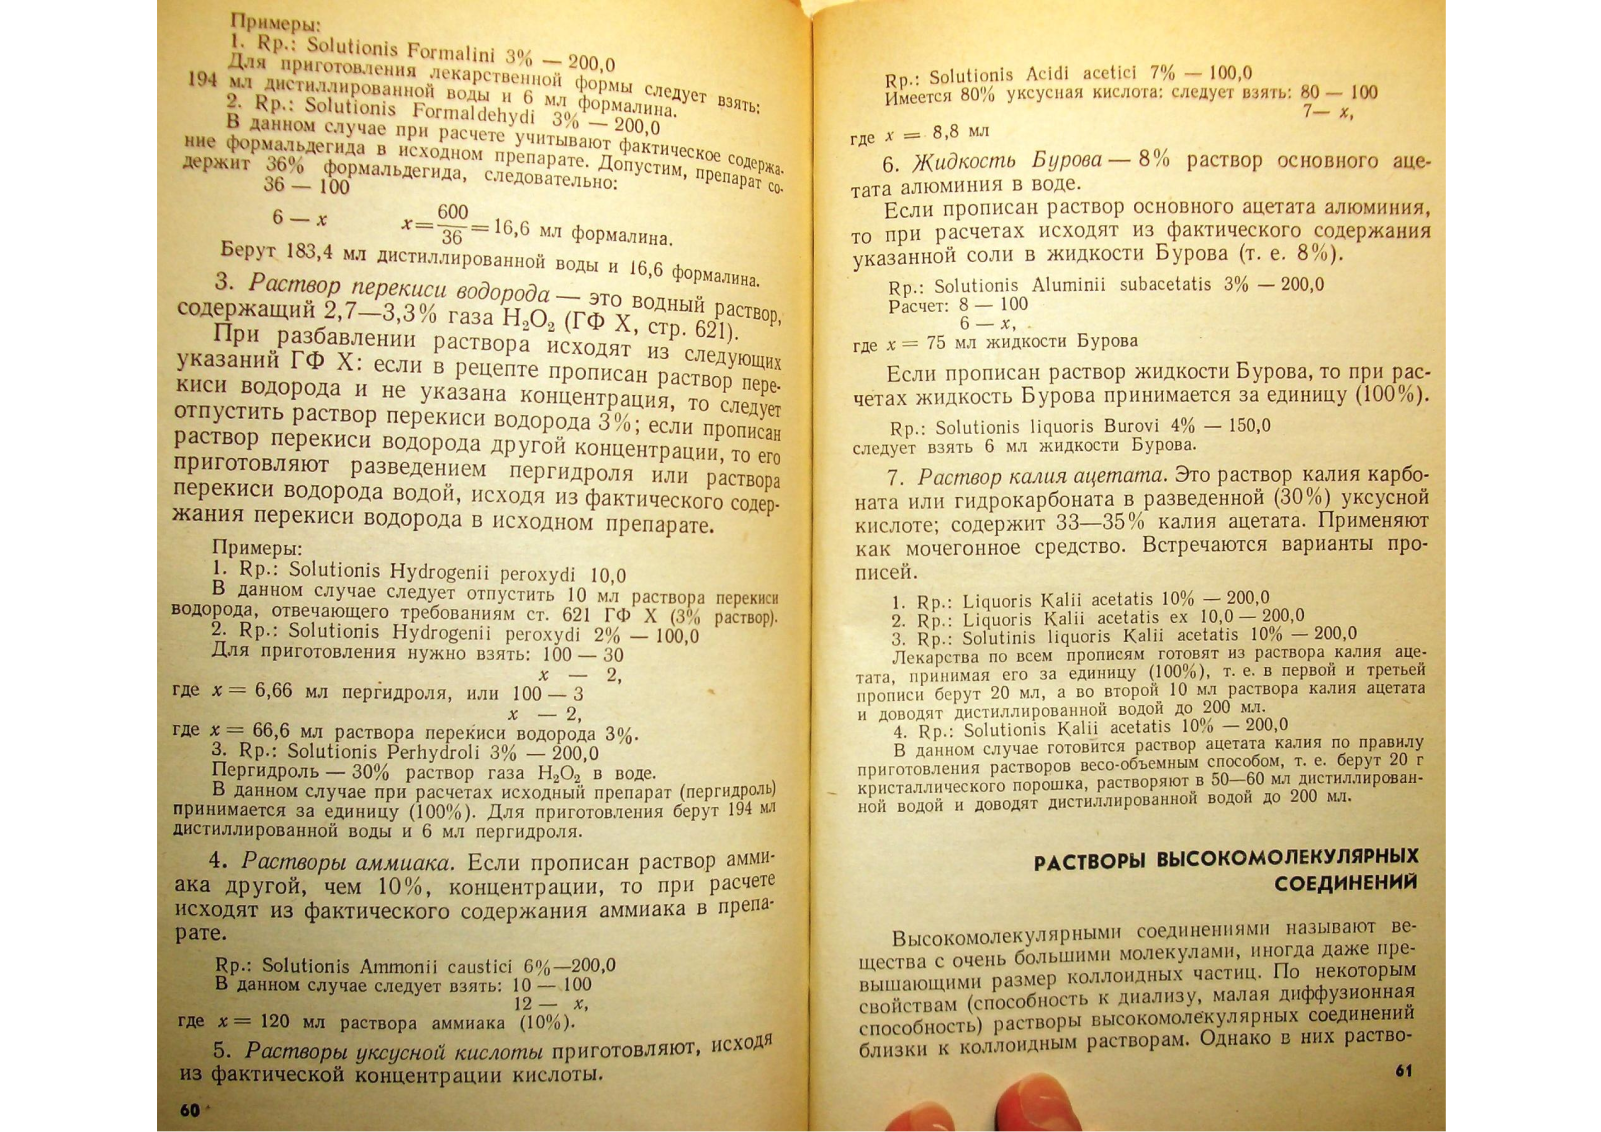 Примеры:
1. Rp.: Solutionis Formalini 3% — 200,0
Для приготовления лекарственной формы следует взять:
194 мл дистиллированной воды и 6 мл формалина.
2. Rp.: Solutionis Formaldehydi 3% — 200,0
В данном случае при расчете учитывают фактическое содержа-
ние формальдегида в исходном препарате. Допустим, препарат со-
держит 36% формальдегида, следовательно:
36 — 100
6 — x x = 600/36 = 16,6 мл формалина.
Берут 183,4 мл дистиллированной воды и 16,6 формалина.
3. Раствор перекиси водорода — это водный раствор,
содержащий 2,7—3,3% газа H₂O₂ (ГФ X, стр. 621).
При разбавлении раствора исходят из следующих
указаний ГФ X: если в рецепте прописан раствор пере-
киси водорода и не указана концентрация, то следует
отпустить раствор перекиси водорода 3%; если прописан
раствор перекиси водорода другой концентрации, то его
приготовляют разведением пергидроля или раствора
перекиси водорода водой, исходя из фактического содер-
жания перекиси водорода в исходном препарате.
Примеры:
1. Rp.: Solutionis Hydrogenii peroxydi 10,0
В данном случае следует отпустить 10 мл раствора перекиси
водорода, отвечающего требованиям ст. 621 ГФ X (3% раствор).
2. Rp.: Solutionis Hydrogenii peroxydi 2% — 100,0
Для приготовления нужно взять: 100 — 30
x — 2,
где x = 6,66 мл пергидроля, или 100 — 3
x — 2,
где x = 66,6 мл раствора перекиси водорода 3%.
3. Rp.: Solutionis Perhydroli 3% — 200,0
Пергидроль — 30% раствор газа H₂O₂ в воде.
В данном случае при расчетах исходный препарат (пергидроль)
принимается за единицу (100%). Для приготовления берут 194 мл
дистиллированной воды и 6 мл пергидроля.
4. Растворы аммиака. Если прописан раствор амми-
ака другой, чем 10%, концентрации, то при расчете
исходят из фактического содержания аммиака в препа-
рате.
Rp.: Solutionis Ammonii caustici 6%—200,0
В данном случае следует взять: 10 — 100
12 — x,
где x = 120 мл раствора аммиака (10%).
5. Растворы уксусной кислоты приготовляют, исходя
из фактической концентрации кислоты.
60
Rp.: Solutionis Acidi acetici 7% — 100,0
Имеется 80% уксусная кислота: следует взять: 80 — 100
7— x,
где x = 8,8 мл
6. Жидкость Бурова — 8% раствор основного аце-
тата алюминия в воде.
Если прописан раствор основного ацетата алюминия,
то при расчетах исходят из фактического содержания
указанной соли в жидкости Бурова (т. е. 8%).
Rp.: Solutionis Aluminii subacetatis 3% — 200,0
Расчет: 8 — 100
6 — x,
где x = 75 мл жидкости Бурова
Если прописан раствор жидкости Бурова, то при рас-
четах жидкость Бурова принимается за единицу (100%).
Rp.: Solutionis liquoris Burovi 4% — 150,0
следует взять 6 мл жидкости Бурова.
7. Раствор калия ацетата. Это раствор калия карбо-
ната или гидрокарбоната в разведенной (30%) уксусной
кислоте; содержит 33—35% калия ацетата. Применяют
как мочегонное средство. Встречаются варианты про-
писей.
1. Rp.: Liquoris Kalii acetatis 10% — 200,0
2. Rp.: Liquoris Kalii acetatis ex 10,0 — 200,0
3. Rp.: Solutinis liquoris Kalii acetatis 10% — 200,0
Лекарства по всем прописям готовят из раствора калия аце-
тата, принимая его за единицу (100%), т. е. в первой и третьей
прописи берут 20 мл, а во второй 10 мл раствора калия ацетата
и доводят дистиллированной водой до 200 мл.
4. Rp.: Solutionis Kalii acetatis 10% — 200,0
В данном случае готовится раствор ацетата калия по правилу
приготовления растворов весо-объемным способом, т. е. берут 20 г
кристаллического порошка, растворяют в 50—60 мл дистиллирован-
ной водой и доводят дистиллированной водой до 200 мл.
РАСТВОРЫ ВЫСОКОМОЛЕКУЛЯРНЫХ
СОЕДИНЕНИЙ
Высокомолекулярными соединениями называют ве-
щества с очень большими молекулами, иногда даже пре-
вышающими размер коллоидных частиц. По некоторым
свойствам (способность к диализу, малая диффузионная
способность) растворы высокомолекулярных соединений
близки к коллоидным растворам. Однако в них раство-
61